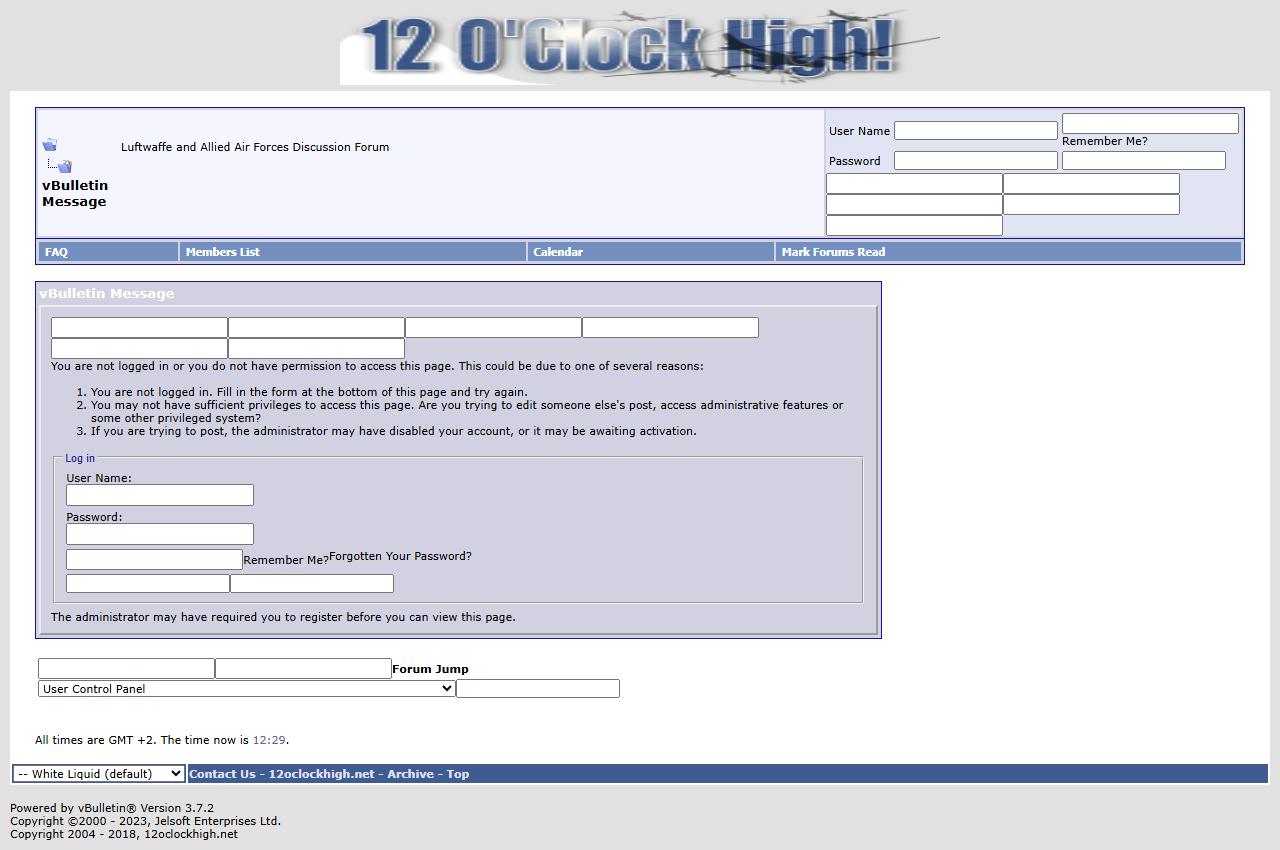 12 O'Clock High!
Luftwaffe and Allied Air Forces Discussion Forum
vBulletin
Message
User Name
Remember Me?
Password
FAQ
Members List
Calendar
Mark Forums Read
vBulletin Message
You are not logged in or you do not have permission to access this page. This could be due to one of several reasons:
1. You are not logged in. Fill in the form at the bottom of this page and try again.
2. You may not have sufficient privileges to access this page. Are you trying to edit someone else's post, access administrative features or
some other privileged system?
3. If you are trying to post, the administrator may have disabled your account, or it may be awaiting activation.
Log in
User Name:
Password:
Remember Me?Forgotten Your Password?
The administrator may have required you to register before you can view this page.
Forum Jump
User Control Panel
All times are GMT +2. The time now is 12:29.
-- White Liquid (default)
Contact Us - 12oclockhigh.net - Archive - Top
Powered by vBulletin® Version 3.7.2
Copyright ©2000 - 2023, Jelsoft Enterprises Ltd.
Copyright 2004 - 2018, 12oclockhigh.net